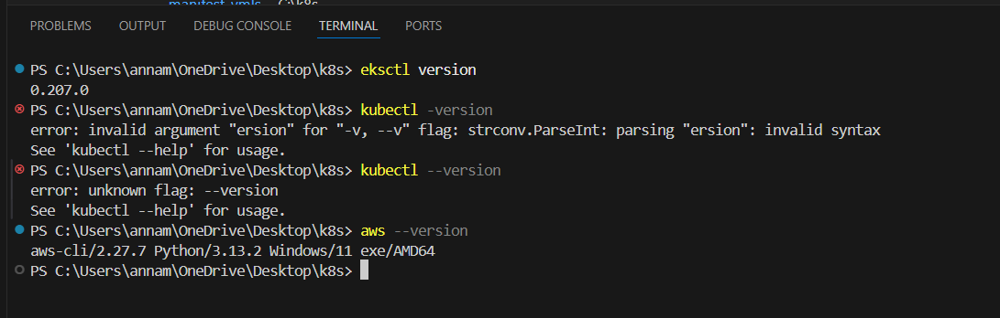 PROBLEMS OUTPUT DEBUG CONSOLE TERMINAL PORTS
PS C:\Users\annam\OneDrive\Desktop\k8s> eksctl version
0.207.0
PS C:\Users\annam\OneDrive\Desktop\k8s> kubectl -version
error: invalid argument "ersion" for "-v, --v" flag: strconv.ParseInt: parsing "ersion": invalid syntax
See 'kubectl --help' for usage.
PS C:\Users\annam\OneDrive\Desktop\k8s> kubectl --version
error: unknown flag: --version
See 'kubectl --help' for usage.
PS C:\Users\annam\OneDrive\Desktop\k8s> aws --version
aws-cli/2.27.7 Python/3.13.2 Windows/11 exe/AMD64
PS C:\Users\annam\OneDrive\Desktop\k8s>